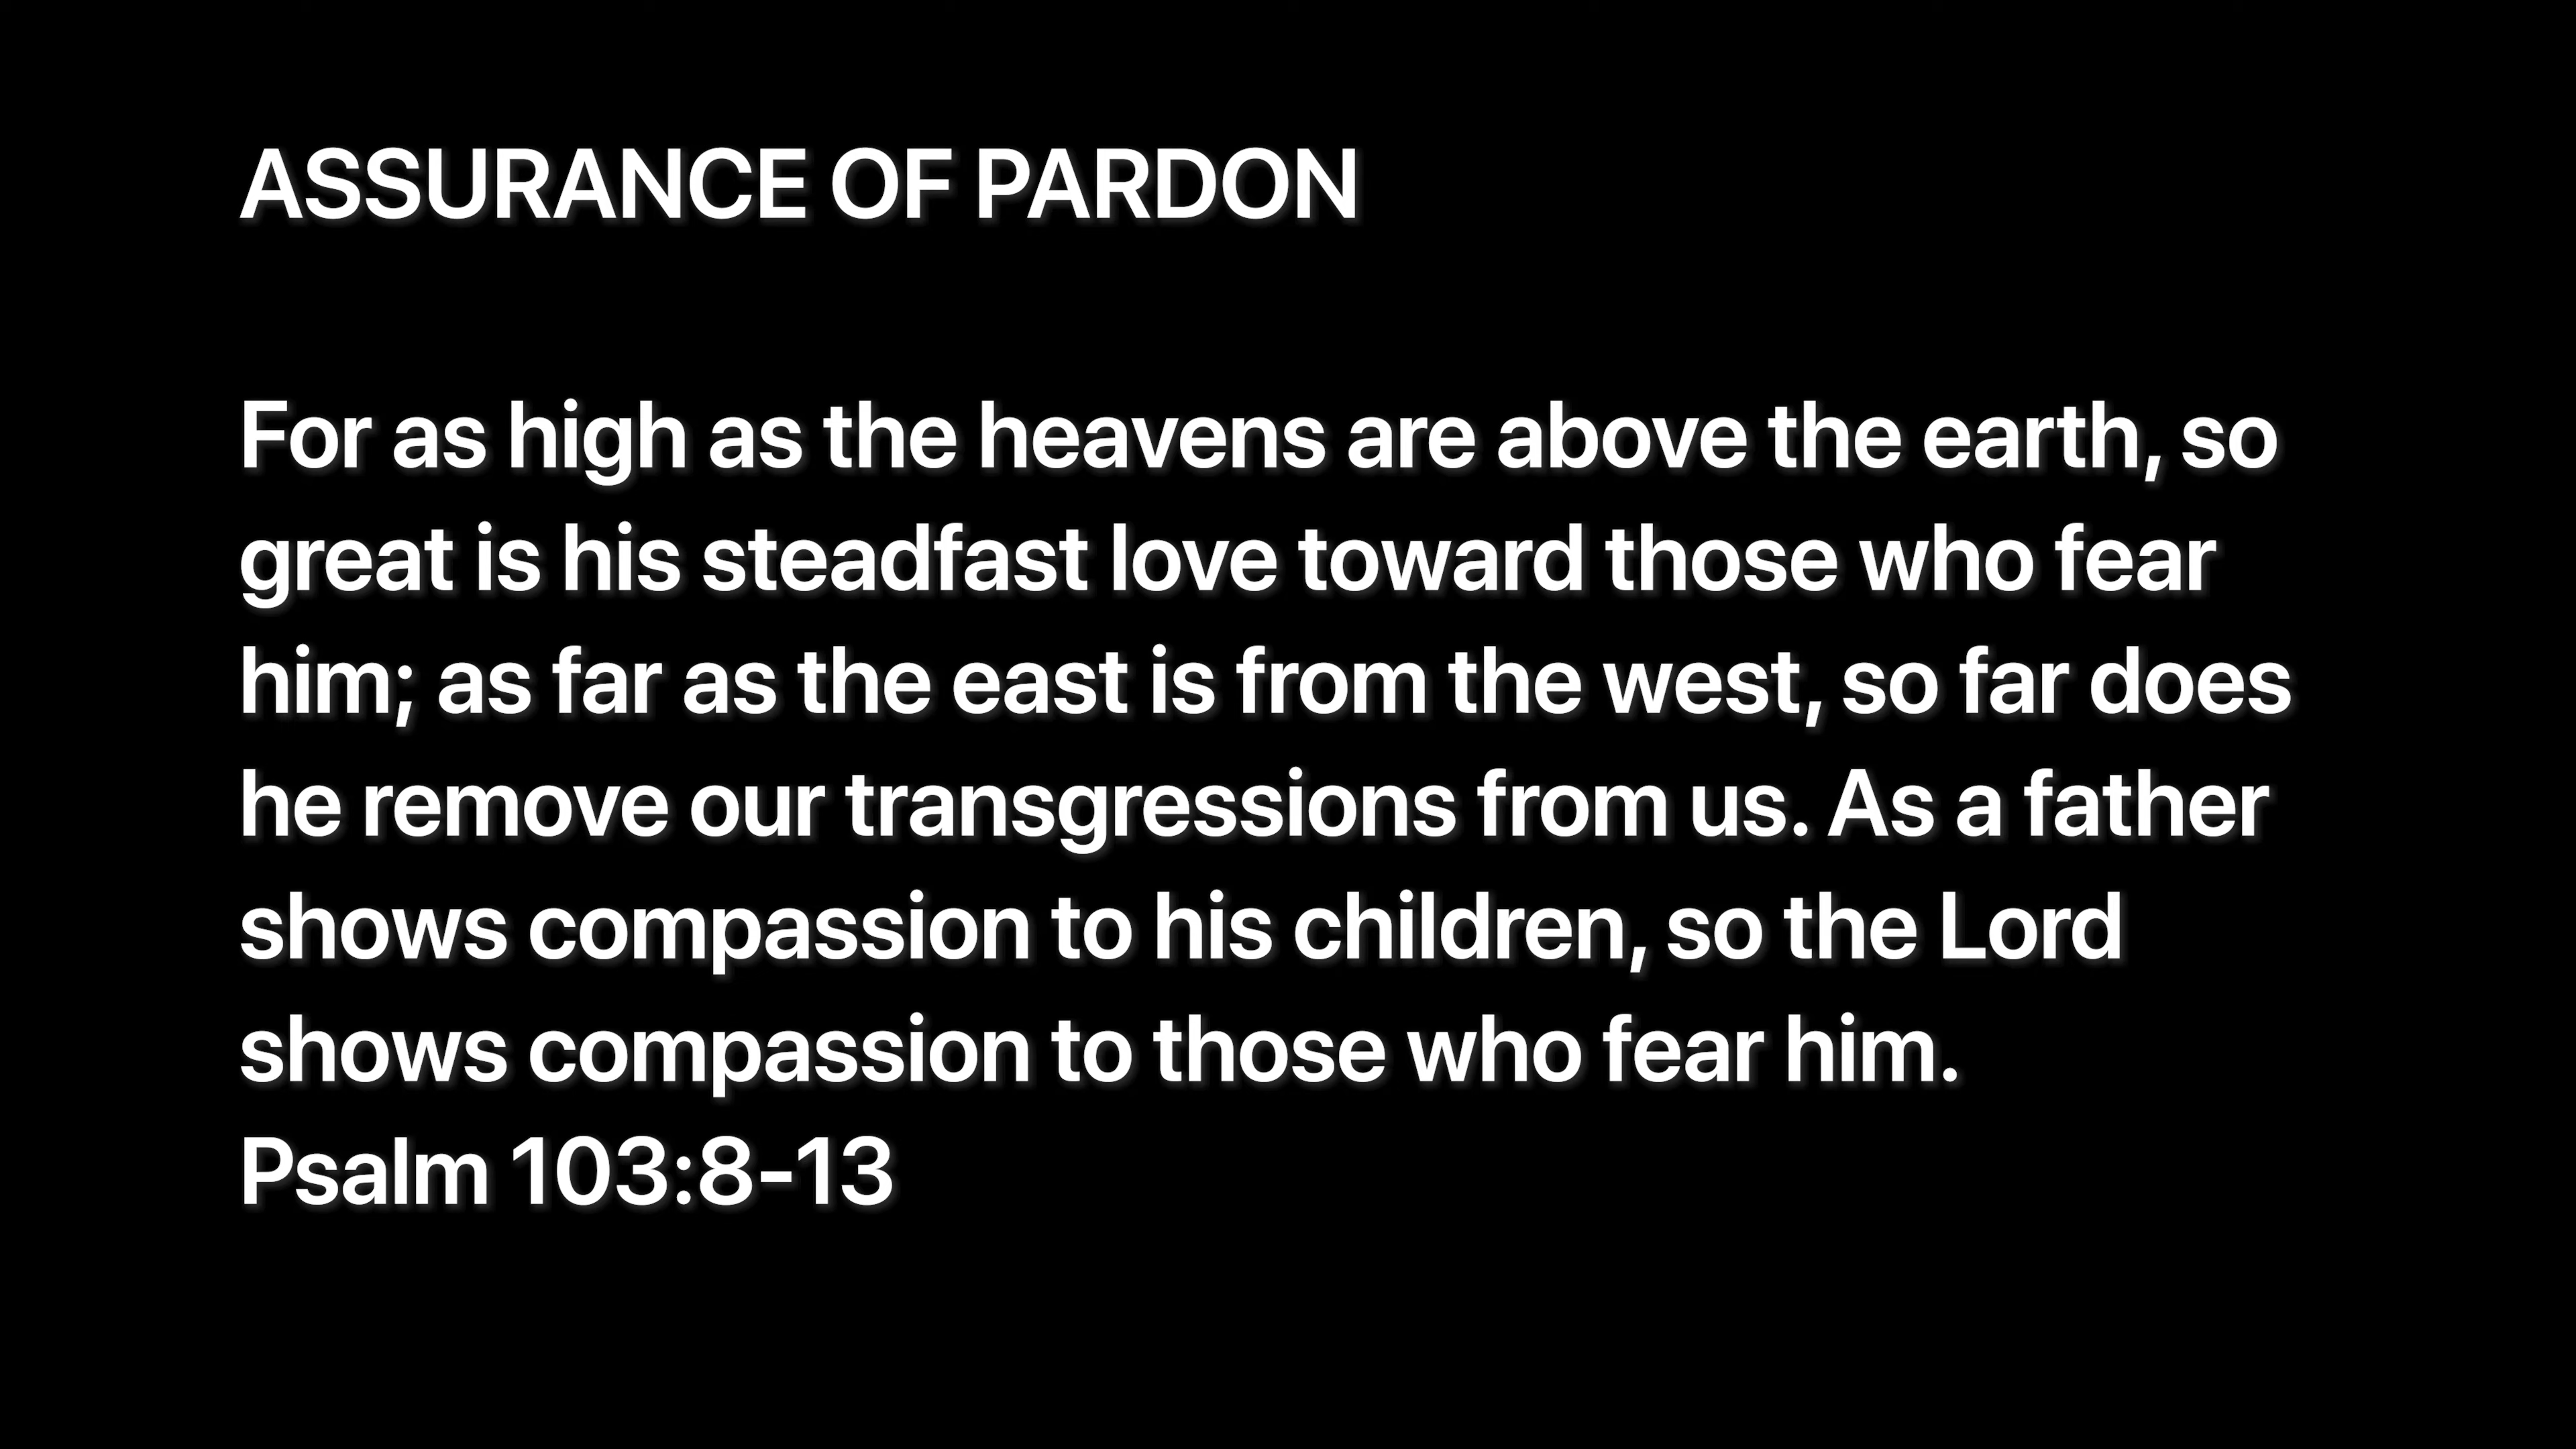 ASSURANCE OF PARDON
For as high as the heavens are above the earth, so
great is his steadfast love toward those who fear
him; as far as the east is from the west, so far does
he remove our transgressions from us. As a father
shows compassion to his children, so the Lord
shows compassion to those who fear him.
Psalm 103:8-13